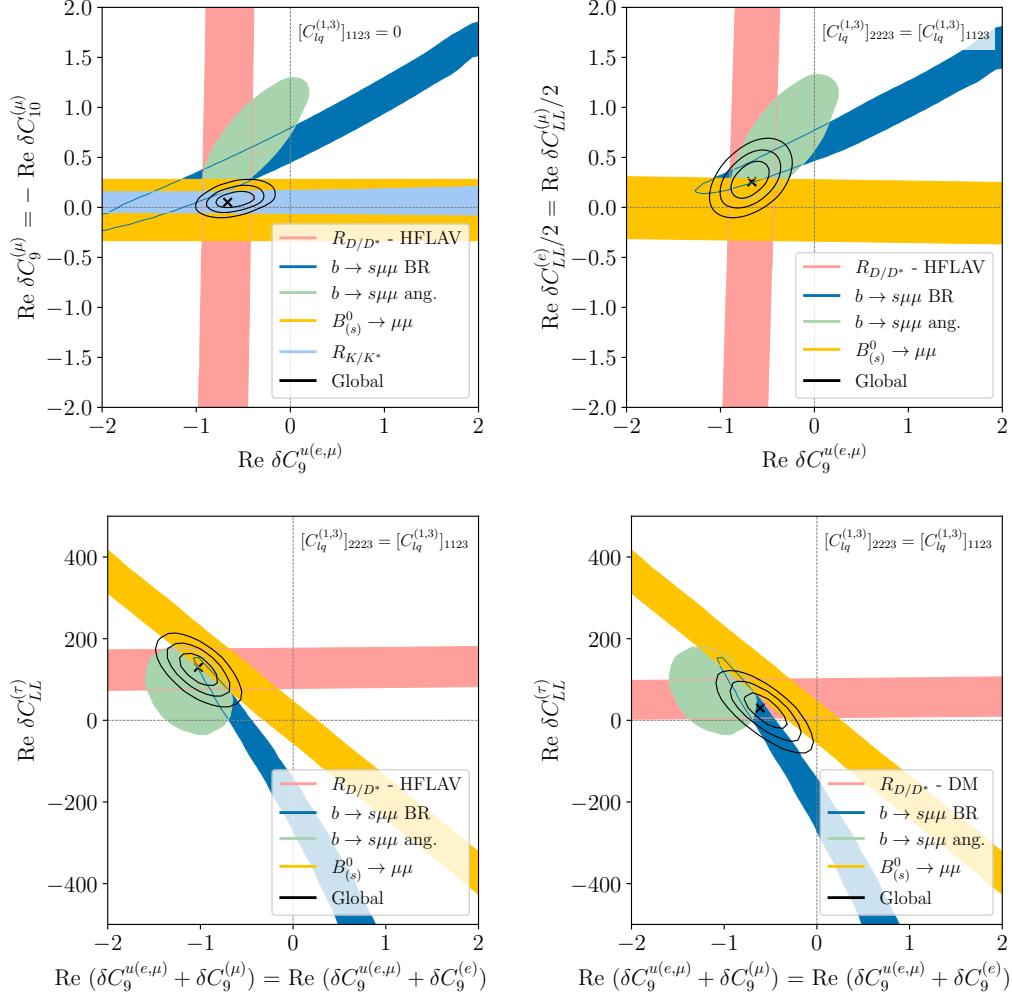 [C_{lq}^{(1,3)}]_{1123} = 0
Re δC_9^{(μ)} = − Re δC_{10}^{(μ)}
2.0
1.5
1.0
0.5
0.0
−0.5
−1.0
−1.5
−2.0
R_{D/D*} - HFLAV
b → sμμ BR
b → sμμ ang.
B_{(s)}^0 → μμ
R_{K/K*}
Global
−2 −1 0 1 2
Re δC_9^{u(e,μ)}
[C_{lq}^{(1,3)}]_{2223} = [C_{lq}^{(1,3)}]_{1123}
Re δC_{LL}^{(e)}/2 = Re δC_{LL}^{(μ)}/2
2.0
1.5
1.0
0.5
0.0
−0.5
−1.0
−1.5
−2.0
R_{D/D*} - HFLAV
b → sμμ BR
b → sμμ ang.
B_{(s)}^0 → μμ
Global
−2 −1 0 1 2
Re δC_9^{u(e,μ)}
[C_{lq}^{(1,3)}]_{2223} = [C_{lq}^{(1,3)}]_{1123}
Re δC_{LL}^{(τ)}
400
200
0
−200
−400
R_{D/D*} - HFLAV
b → sμμ BR
b → sμμ ang.
B_{(s)}^0 → μμ
Global
−2 −1 0 1 2
Re (δC_9^{u(e,μ)} + δC_9^{(μ)}) = Re (δC_9^{u(e,μ)} + δC_9^{(e)})
[C_{lq}^{(1,3)}]_{2223} = [C_{lq}^{(1,3)}]_{1123}
Re δC_{LL}^{(τ)}
400
200
0
−200
−400
R_{D/D*} - DM
b → sμμ BR
b → sμμ ang.
B_{(s)}^0 → μμ
Global
−2 −1 0 1 2
Re (δC_9^{u(e,μ)} + δC_9^{(μ)}) = Re (δC_9^{u(e,μ)} + δC_9^{(e)})